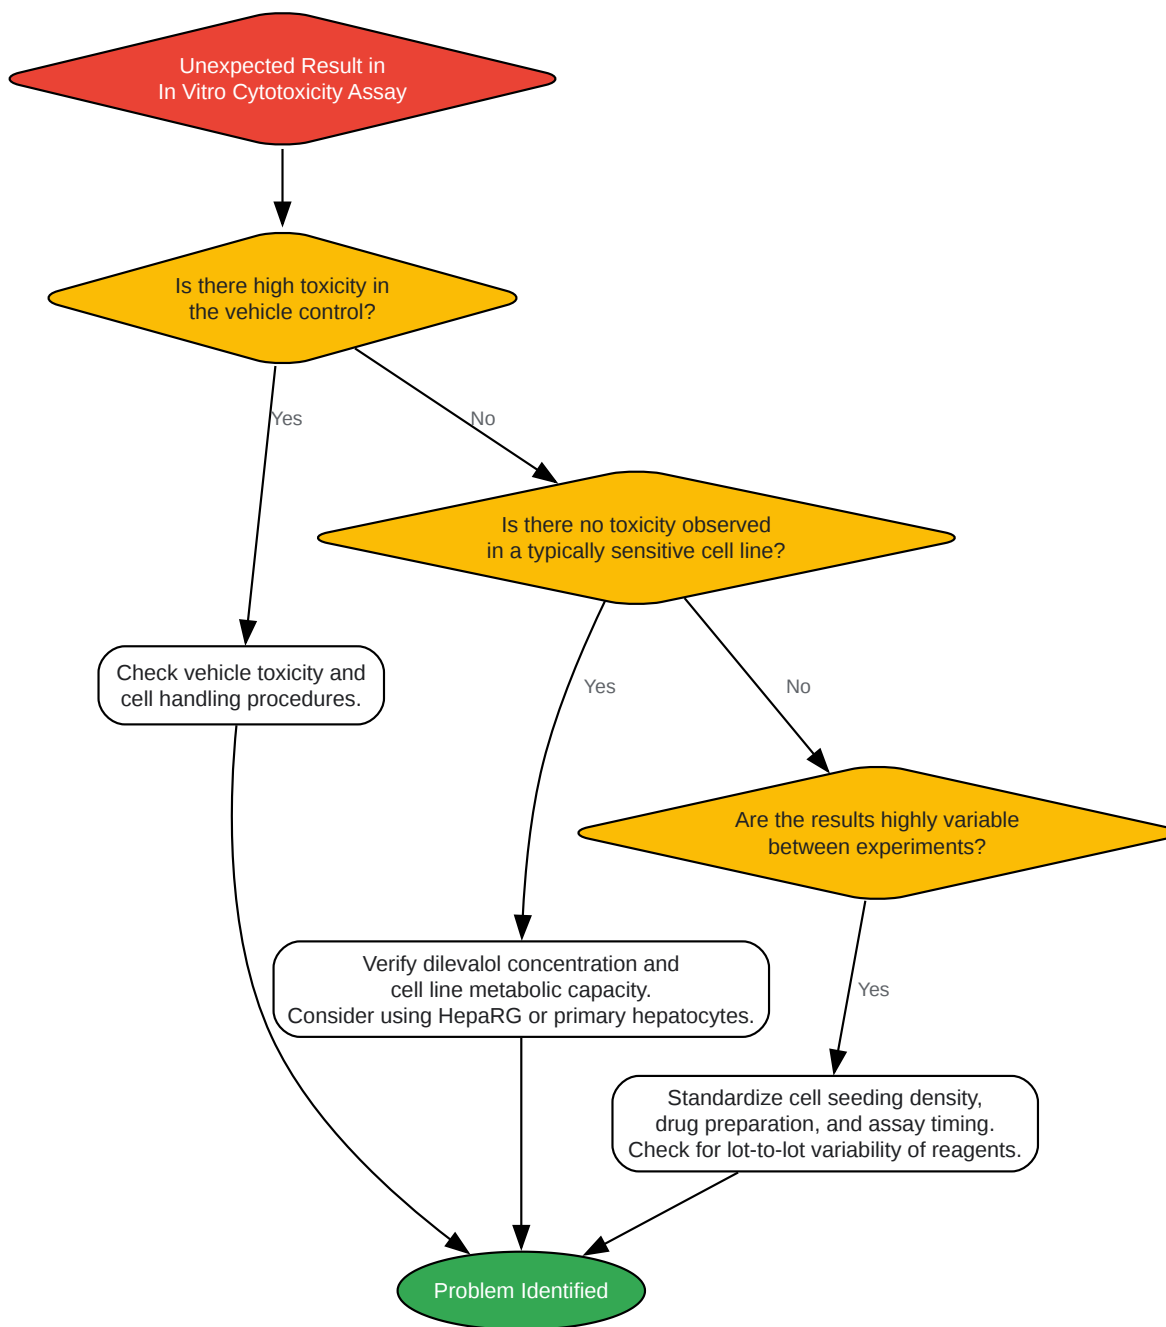 Unexpected Result in
In Vitro Cytotoxicity Assay
Is there high toxicity in
the vehicle control?
Yes
No
Is there no toxicity observed
in a typically sensitive cell line?
Check vehicle toxicity and
cell handling procedures.
Yes
No
Are the results highly variable
between experiments?
Verify dilevalol concentration and
cell line metabolic capacity.
Consider using HepaRG or primary hepatocytes.
Yes
Standardize cell seeding density,
drug preparation, and assay timing.
Check for lot-to-lot variability of reagents.
Problem Identified